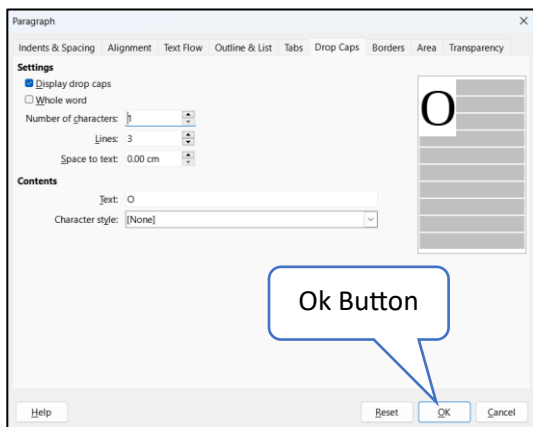 Paragraph
Indents & Spacing Alignment Text Flow Outline & List Tabs Drop Caps Borders Area Transparency
Settings
Display drop caps
Whole word
Number of characters: 1
Lines: 3
Space to text: 0.00 cm
O
Contents
Text: O
Character style: [None]
Ok Button
Help Reset OK Cancel